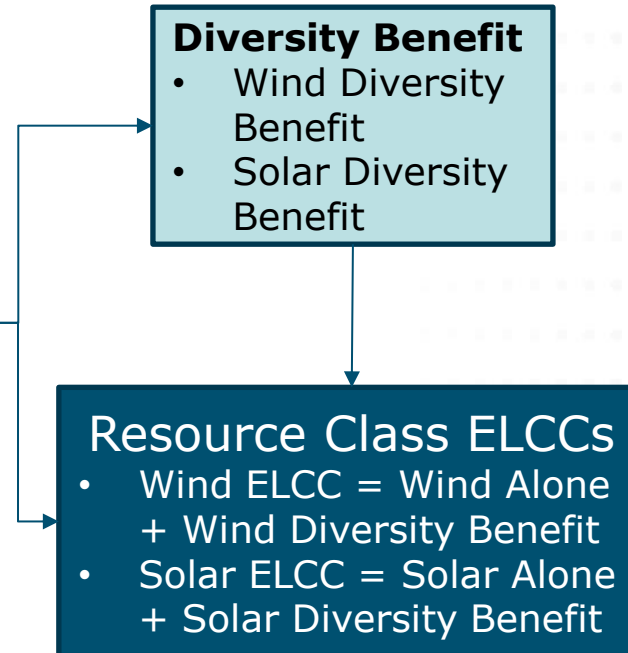 Diversity Benefit
• Wind Diversity
Benefit
• Solar Diversity
Benefit
Resource Class ELCCs
• Wind ELCC = Wind Alone
+ Wind Diversity Benefit
• Solar ELCC = Solar Alone
+ Solar Diversity Benefit